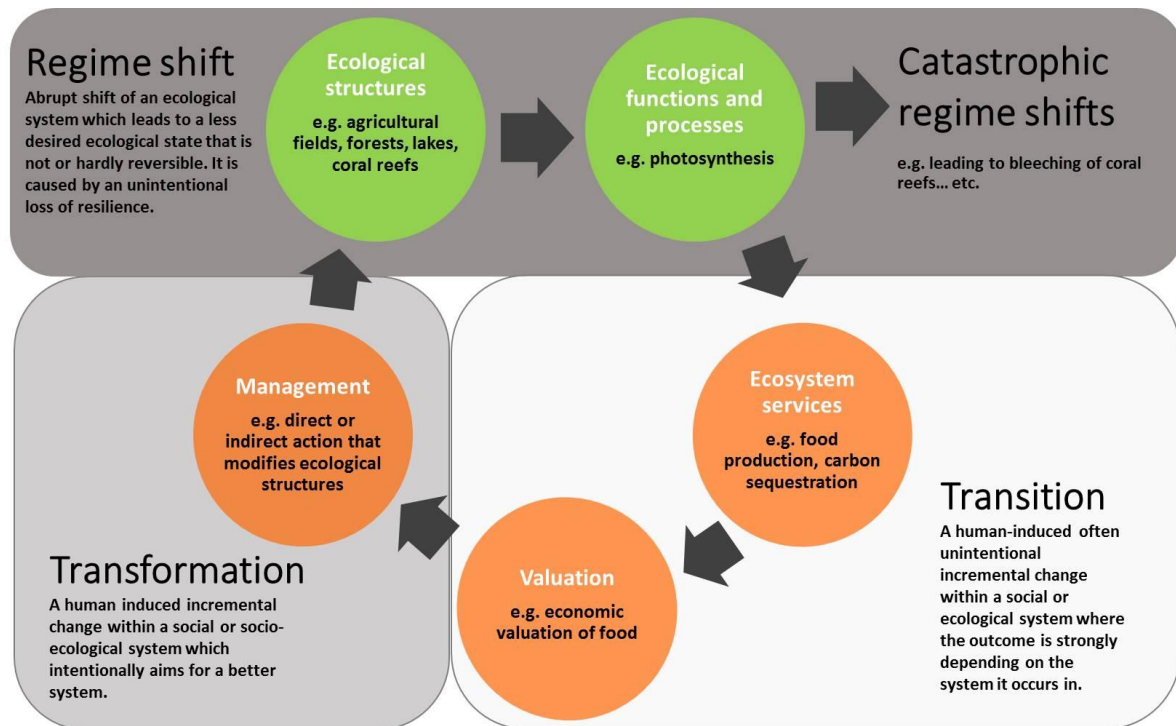 Regime shift
Abrupt shift of an ecological
system which leads to a less
desired ecological state that is
not or hardly reversible. It is
caused by an unintentional
loss of resilience.
Ecological
structures
e.g. agricultural
fields, forests, lakes,
coral reefs
Ecological
functions and
processes
e.g. photosynthesis
Catastrophic
regime shifts
e.g. leading to bleeching of coral
reefs... etc.
Management
e.g. direct or
indirect action that
modifies ecological
structures
Ecosystem
services
e.g. food
production, carbon
sequestration
Transformation
A human induced incremental
change within a social or socio-
ecological system which
intentionally aims for a better
system.
Valuation
e.g. economic
valuation of food
Transition
A human-induced often
unintentional
incremental change
within a social or
ecological system where
the outcome is strongly
depending on the
system it occurs in.